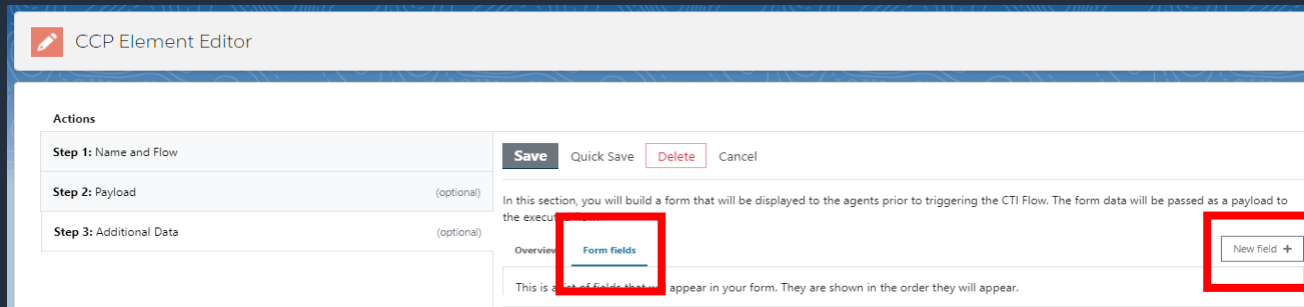 CCP Element Editor
Actions
Step 1: Name and Flow
Step 2: Payload (optional)
Step 3: Additional Data (optional)
Save Quick Save Delete Cancel
In this section, you will build a form that will be displayed to the agents prior to triggering the CTI Flow. The form data will be passed as a payload to
the
Form fields
New field +
This is a list of fields that will appear in your form. They are shown in the order they will appear.